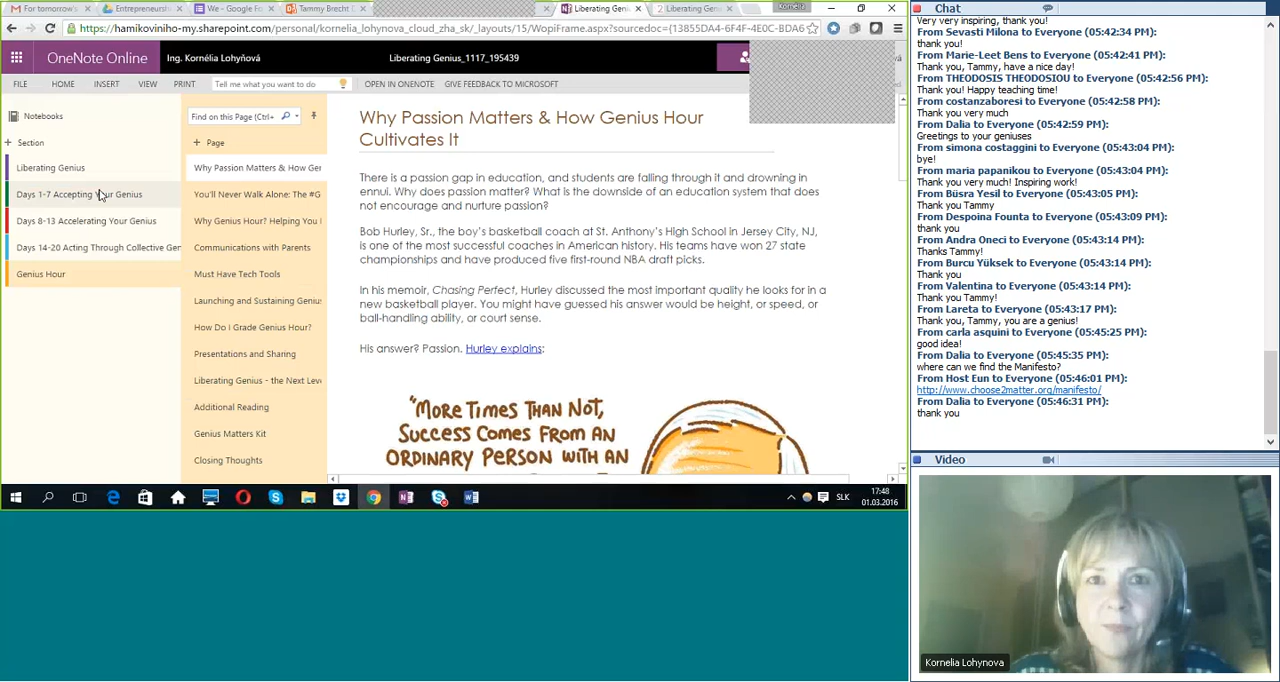 For tomorrow's
Entrepreneurshi
We - Google Fo
Tammy Brecht
Liberating Geniu
Liberating Geni
Kornélia
https://hamikoviniho-my.sharepoint.com/personal/kornelia_lohynova_cloud_zha_sk/_layouts/15/WopiFrame.aspx?sourcedoc={13855DA4-6F4F-4E0C-BDA6
OneNote Online
Ing. Kornélia Lohyňová
Liberating Genius_1117_195439
FILE HOME INSERT VIEW PRINT Tell me what you want to do OPEN IN ONENOTE GIVE FEEDBACK TO MICROSOFT
Notebooks
+ Section
Liberating Genius
Days 1-7 Accepting Your Genius
Days 8-13 Accelerating Your Genius
Days 14-20 Acting Through Collective Gen
Genius Hour
Find on this Page (Ctrl+
+ Page
Why Passion Matters & How Gen
You'll Never Walk Alone: The #G
Why Genius Hour? Helping You
Communications with Parents
Must Have Tech Tools
Launching and Sustaining Genius
How Do I Grade Genius Hour?
Presentations and Sharing
Liberating Genius - the Next Leve
Additional Reading
Genius Matters Kit
Closing Thoughts
Why Passion Matters & How Genius Hour
Cultivates It
There is a passion gap in education, and students are falling through it and drowning in
ennui. Why does passion matter? What is the downside of an education system that does
not encourage and nurture passion?
Bob Hurley, Sr., the boy's basketball coach at St. Anthony's High School in Jersey City, NJ,
is one of the most successful coaches in American history. His teams have won 27 state
championships and have produced five first-round NBA draft picks.
In his memoir, Chasing Perfect, Hurley discussed the most important quality he looks for in a
new basketball player. You might have guessed his answer would be height, or speed, or
ball-handling ability, or court sense.
His answer? Passion. Hurley explains:
"MORE TIMES THAN NOT,
SUCCESS COMES FROM AN
ORDINARY PERSON WITH AN
SLK
17:48
01.03.2016
Chat
Very very inspiring, thank you!
From Sevasti Milona to Everyone (05:42:34 PM):
thank you!
From Marie-Leet Bens to Everyone (05:42:41 PM):
Thank you, Tammy, have a nice day!
From THEODOSIS THEODOSIOU to Everyone (05:42:56 PM):
Thank you! Happy teaching time!
From costanzaboresi to Everyone (05:42:58 PM):
Thank you very much
From Dalia to Everyone (05:42:59 PM):
Greetings to your geniuses
From simona costaggini to Everyone (05:43:04 PM):
bye!
From maria papanikou to Everyone (05:43:04 PM):
Thank you very much! Inspiring work!
From Büsra Yesil to Everyone (05:43:05 PM):
Thank you Tammy
From Despoina Founta to Everyone (05:43:09 PM):
thank you
From Andra Oneci to Everyone (05:43:14 PM):
Thanks Tammy!
From Burcu Yüksek to Everyone (05:43:14 PM):
Thank you
From Valentina to Everyone (05:43:14 PM):
Thank you Tammy!
From Lareta to Everyone (05:43:17 PM):
Thank you, Tammy, you are a genius!
From carla asquini to Everyone (05:45:25 PM):
good idea!
From Dalia to Everyone (05:45:35 PM):
where can we find the Manifesto?
From Host Eun to Everyone (05:46:01 PM):
http://www.choose2matter.org/manifesto/
From Dalia to Everyone (05:46:31 PM):
thank you
Video
Kornelia Lohynova